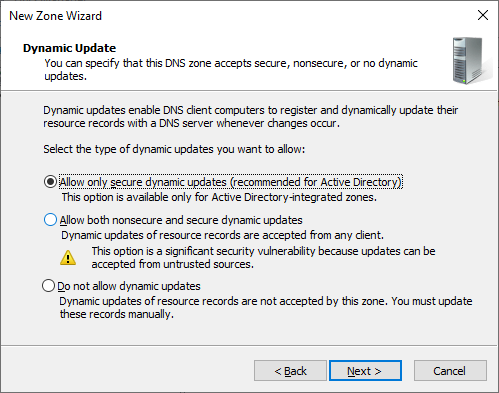 New Zone Wizard
Dynamic Update
You can specify that this DNS zone accepts secure, nonsecure, or no dynamic
updates.
Dynamic updates enable DNS client computers to register and dynamically update their
resource records with a DNS server whenever changes occur.
Select the type of dynamic updates you want to allow:
Allow only secure dynamic updates (recommended for Active Directory)
This option is available only for Active Directory-integrated zones.
Allow both nonsecure and secure dynamic updates
Dynamic updates of resource records are accepted from any client.
This option is a significant security vulnerability because updates can be
accepted from untrusted sources.
Do not allow dynamic updates
Dynamic updates of resource records are not accepted by this zone. You must update
these records manually.
< Back
Next >
Cancel